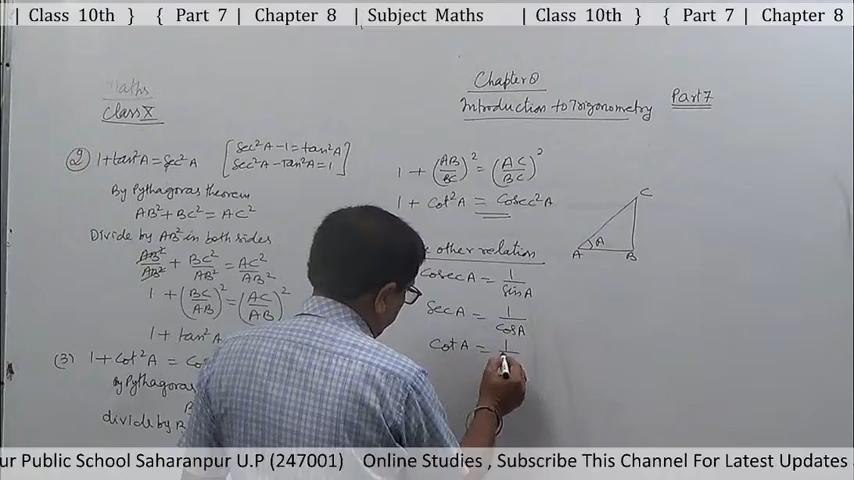 | Class 10th } { Part 7 | Chapter 8 | Subject Maths | Class 10th } { Part 7 | Chapter 8
Maths
Class X
Chapter 8
Introduction to Trigonometry
Part 7
② 1+tan²A = Sec²A [Sec²A-1=tan²A
Sec²A-Tan²A=1]
By Pythagoras theorem
AB²+BC² = AC²
Divide by AB² in both sides
AB²/AB² + BC²/AB² = AC²/AB²
1 + (BC/AB)² = (AC/AB)²
1 + tan²A
(3) 1+Cot²A =
By Pythagoras
divide by B
1 + (AB/BC)² = (AC/BC)²
1 + Cot²A = Cosec²A
other relation
CosecA = 1/SinA
SecA = 1/CosA
CotA = 1
C
A
A
B
ur Public School Saharanpur U.P (247001) Online Studies , Subscribe This Channel For Latest Updates